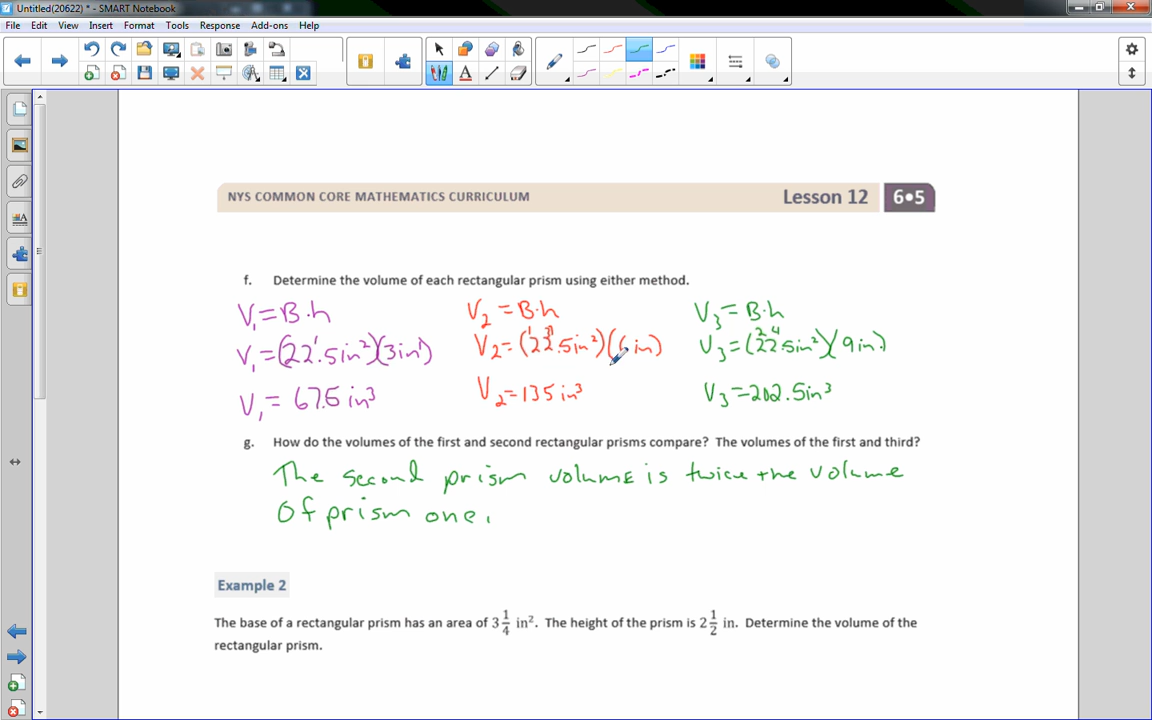 Untitled(20622) * - SMART Notebook
File Edit View Insert Format Tools Response Add-ons Help
NYS COMMON CORE MATHEMATICS CURRICULUM Lesson 12 6•5
f. Determine the volume of each rectangular prism using either method.
V₁ = B·h V₂ = B·h V₃ = B·h
V₁ = (22.5in²)(3in) V₂ = (22.5in²)(6in) V₃ = (22.5in²)(9in)
V₁ = 67.5 in³ V₂ = 135 in³ V₃ = 202.5in³
g. How do the volumes of the first and second rectangular prisms compare? The volumes of the first and third?
The second prism volume is twice the volume
Of prism one.
Example 2
The base of a rectangular prism has an area of 3 1/4 in². The height of the prism is 2 1/2 in. Determine the volume of the
rectangular prism.